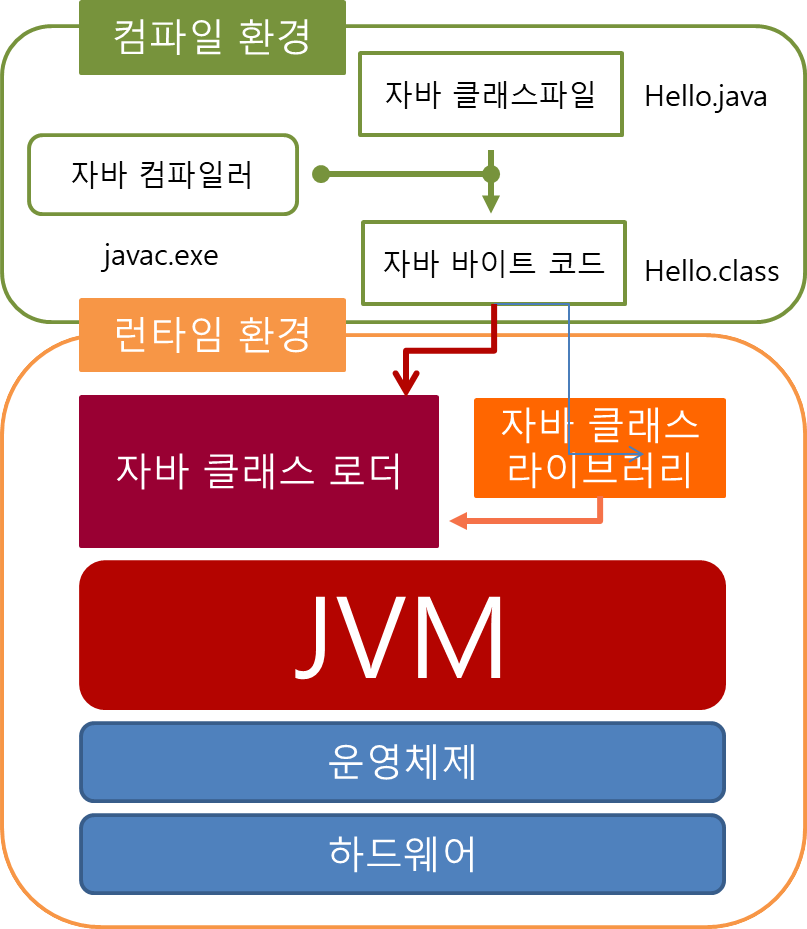 컴파일 환경
자바 클래스파일
Hello.java
자바 컴파일러
javac.exe
자바 바이트 코드
Hello.class
런타임 환경
자바 클래스 로더
자바 클래스
라이브러리
JVM
운영체제
하드웨어